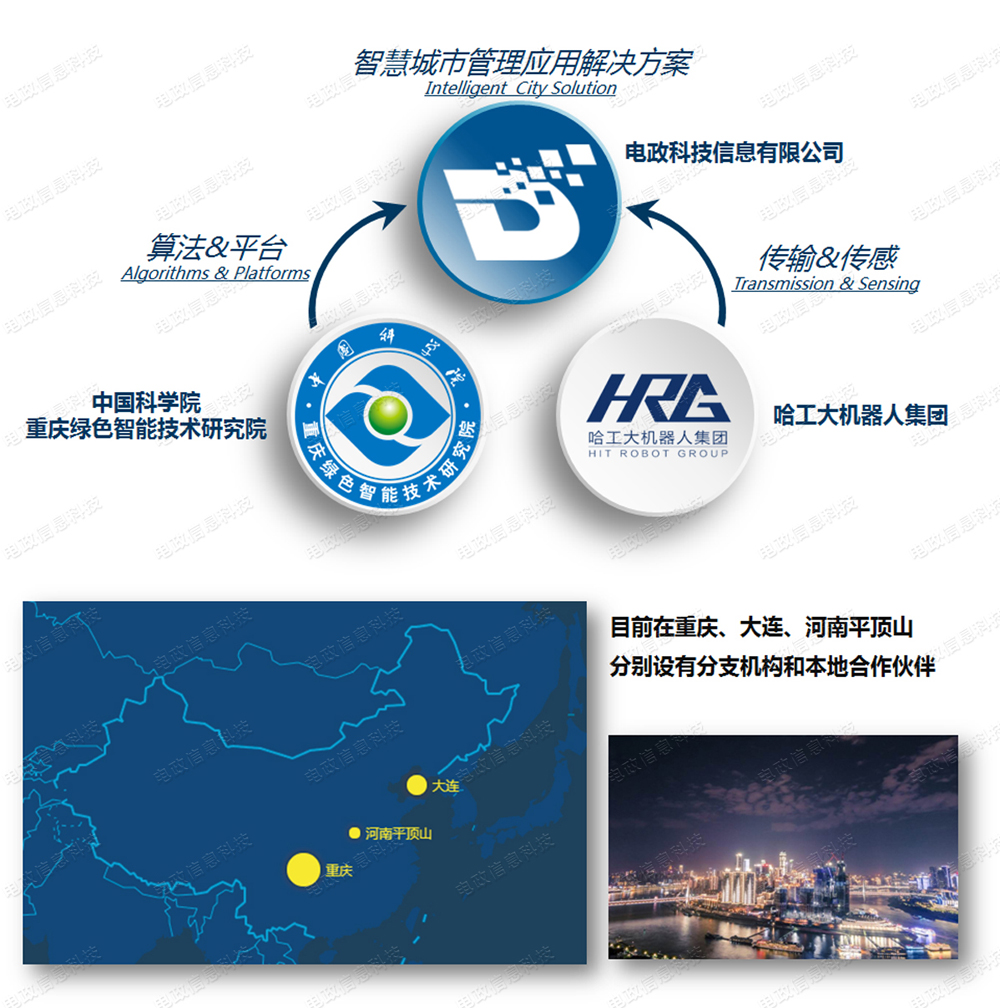 智慧城市管理应用解决方案
Intelligent City Solution
电政科技信息有限公司
算法&平台
Algorithms & Platforms
传输&传感
Transmission & Sensing
中国科学院
重庆绿色智能技术研究院
中国科学院
重庆绿色智能技术研究院
HRG
哈工大机器人集团
HIT ROBOT GROUP
哈工大机器人集团
目前在重庆、大连、河南平顶山
分别设有分支机构和本地合作伙伴
大连
河南平顶山
重庆
电政信息科技